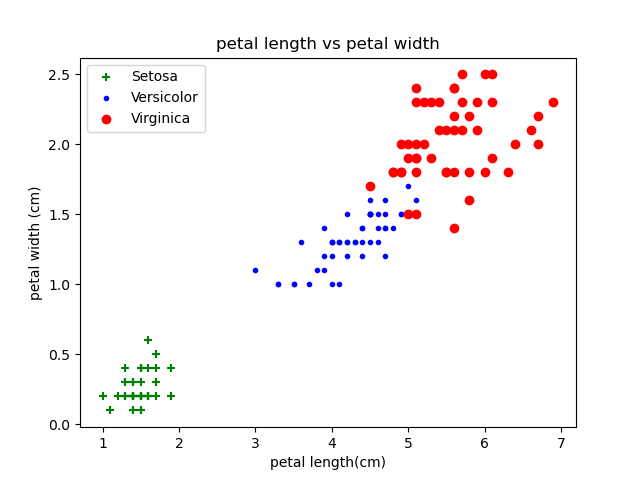 petal length vs petal width
Setosa
Versicolor
Virginica
petal width (cm)
2.5
2.0
1.5
1.0
0.5
0.0
1 2 3 4 5 6 7
petal length(cm)